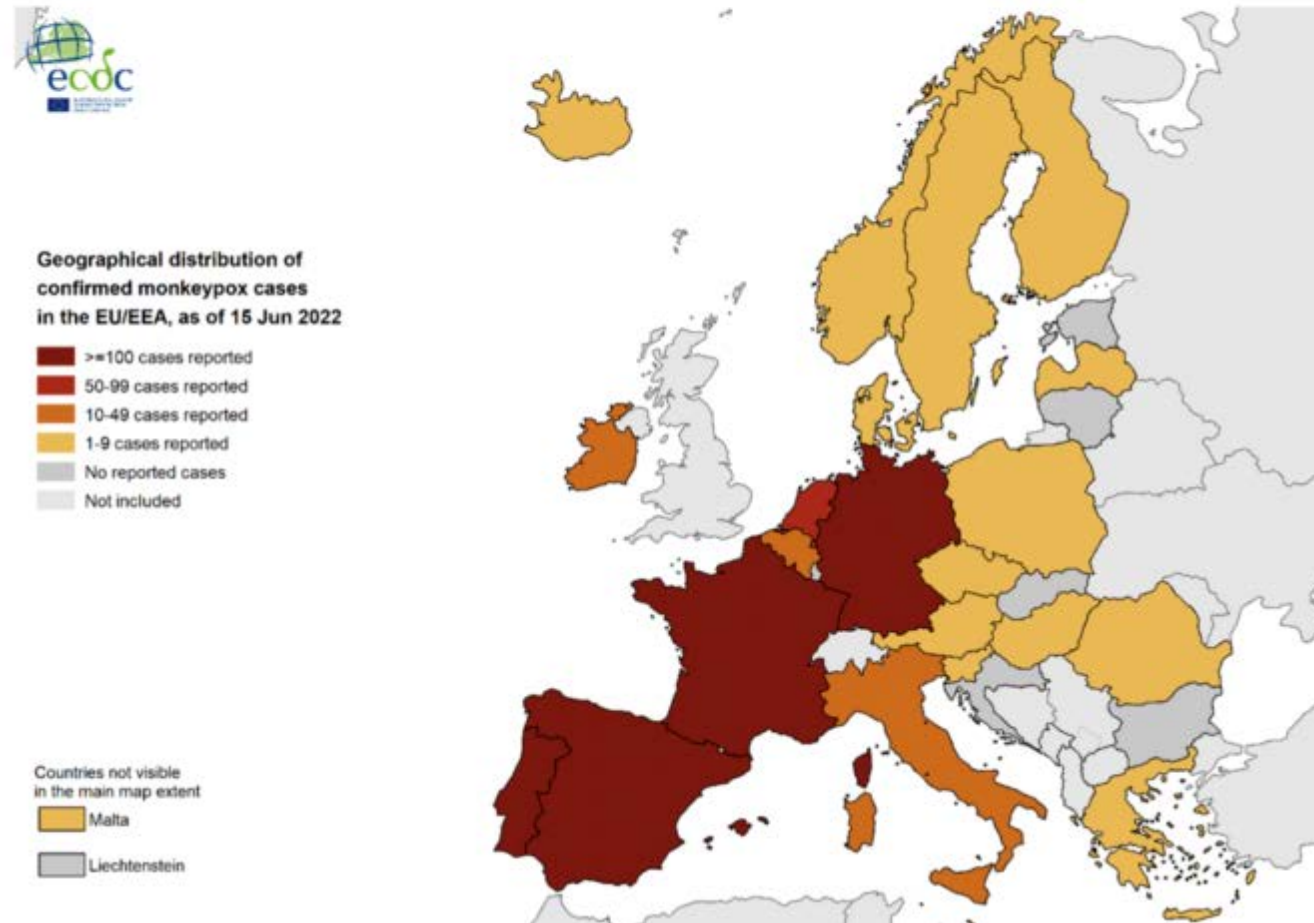 ecdc
Geographical distribution of
confirmed monkeypox cases
in the EU/EEA, as of 15 Jun 2022
>=100 cases reported
50-99 cases reported
10-49 cases reported
1-9 cases reported
No reported cases
Not included
Countries not visible
in the main map extent
Malta
Liechtenstein